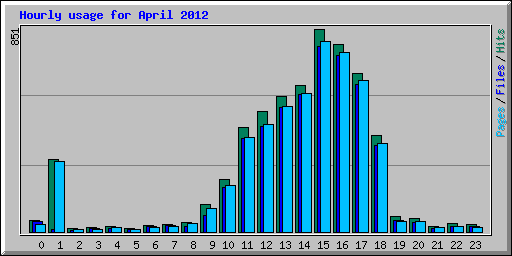 Hourly usage for April 2012
851
Pages / Files / Hits
0 1 2 3 4 5 6 7 8 9 10 11 12 13 14 15 16 17 18 19 20 21 22 23